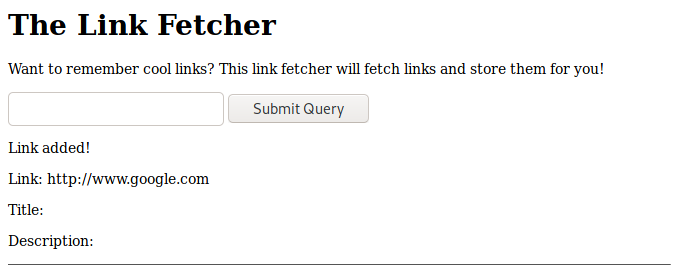 The Link Fetcher
Want to remember cool links? This link fetcher will fetch links and store them for you!
Submit Query
Link added!
Link: http://www.google.com
Title:
Description: